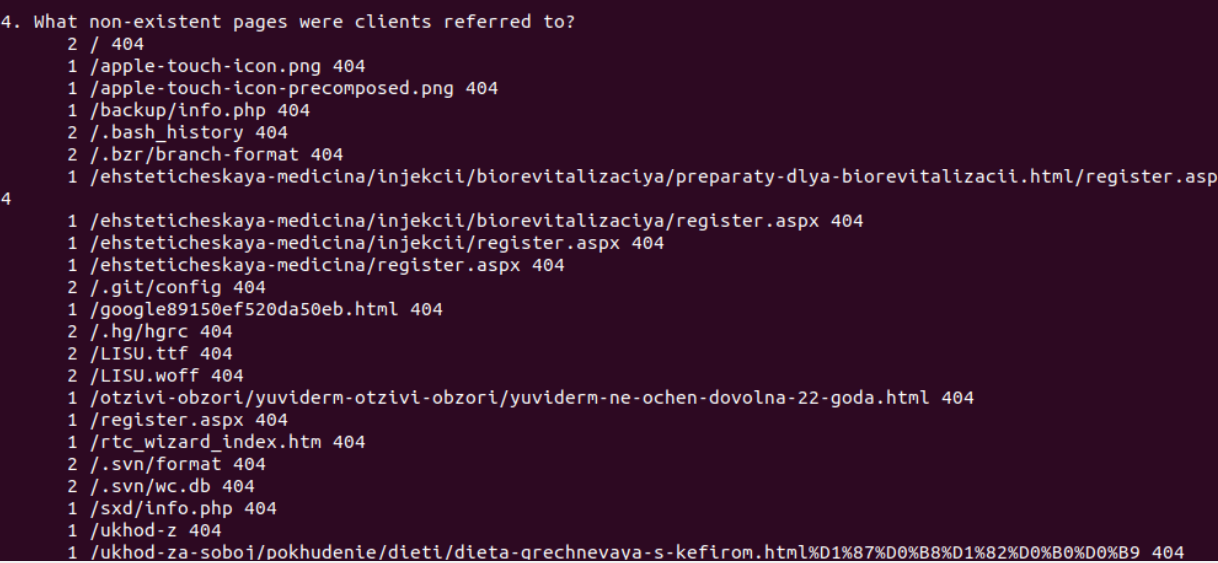 4. What non-existent pages were clients referred to?
2 / 404
1 /apple-touch-icon.png 404
1 /apple-touch-icon-precomposed.png 404
1 /backup/info.php 404
2 /.bash_history 404
2 /.bzr/branch-format 404
1 /ehsteticheskaya-medicina/injekcii/biorevitalizaciya/preparaty-dlya-biorevitalizacii.html/register.asp
4
1 /ehsteticheskaya-medicina/injekcii/biorevitalizaciya/register.aspx 404
1 /ehsteticheskaya-medicina/injekcii/register.aspx 404
1 /ehsteticheskaya-medicina/register.aspx 404
2 /.git/config 404
1 /google89150ef520da50eb.html 404
2 /.hg/hgrc 404
2 /LISU.ttf 404
2 /LISU.woff 404
1 /otzivi-obzori/yuviderm-otzivi-obzori/yuviderm-ne-ochen-dovolna-22-goda.html 404
1 /register.aspx 404
1 /rtc_wizard_index.htm 404
2 /.svn/format 404
2 /.svn/wc.db 404
1 /sxd/info.php 404
1 /ukhod-z 404
1 /ukhod-za-soboj/pokhudenie/dieti/dieta-grechnevaya-s-kefirom.html%D1%87%D0%B8%D1%82%D0%B0%D0%B9 404